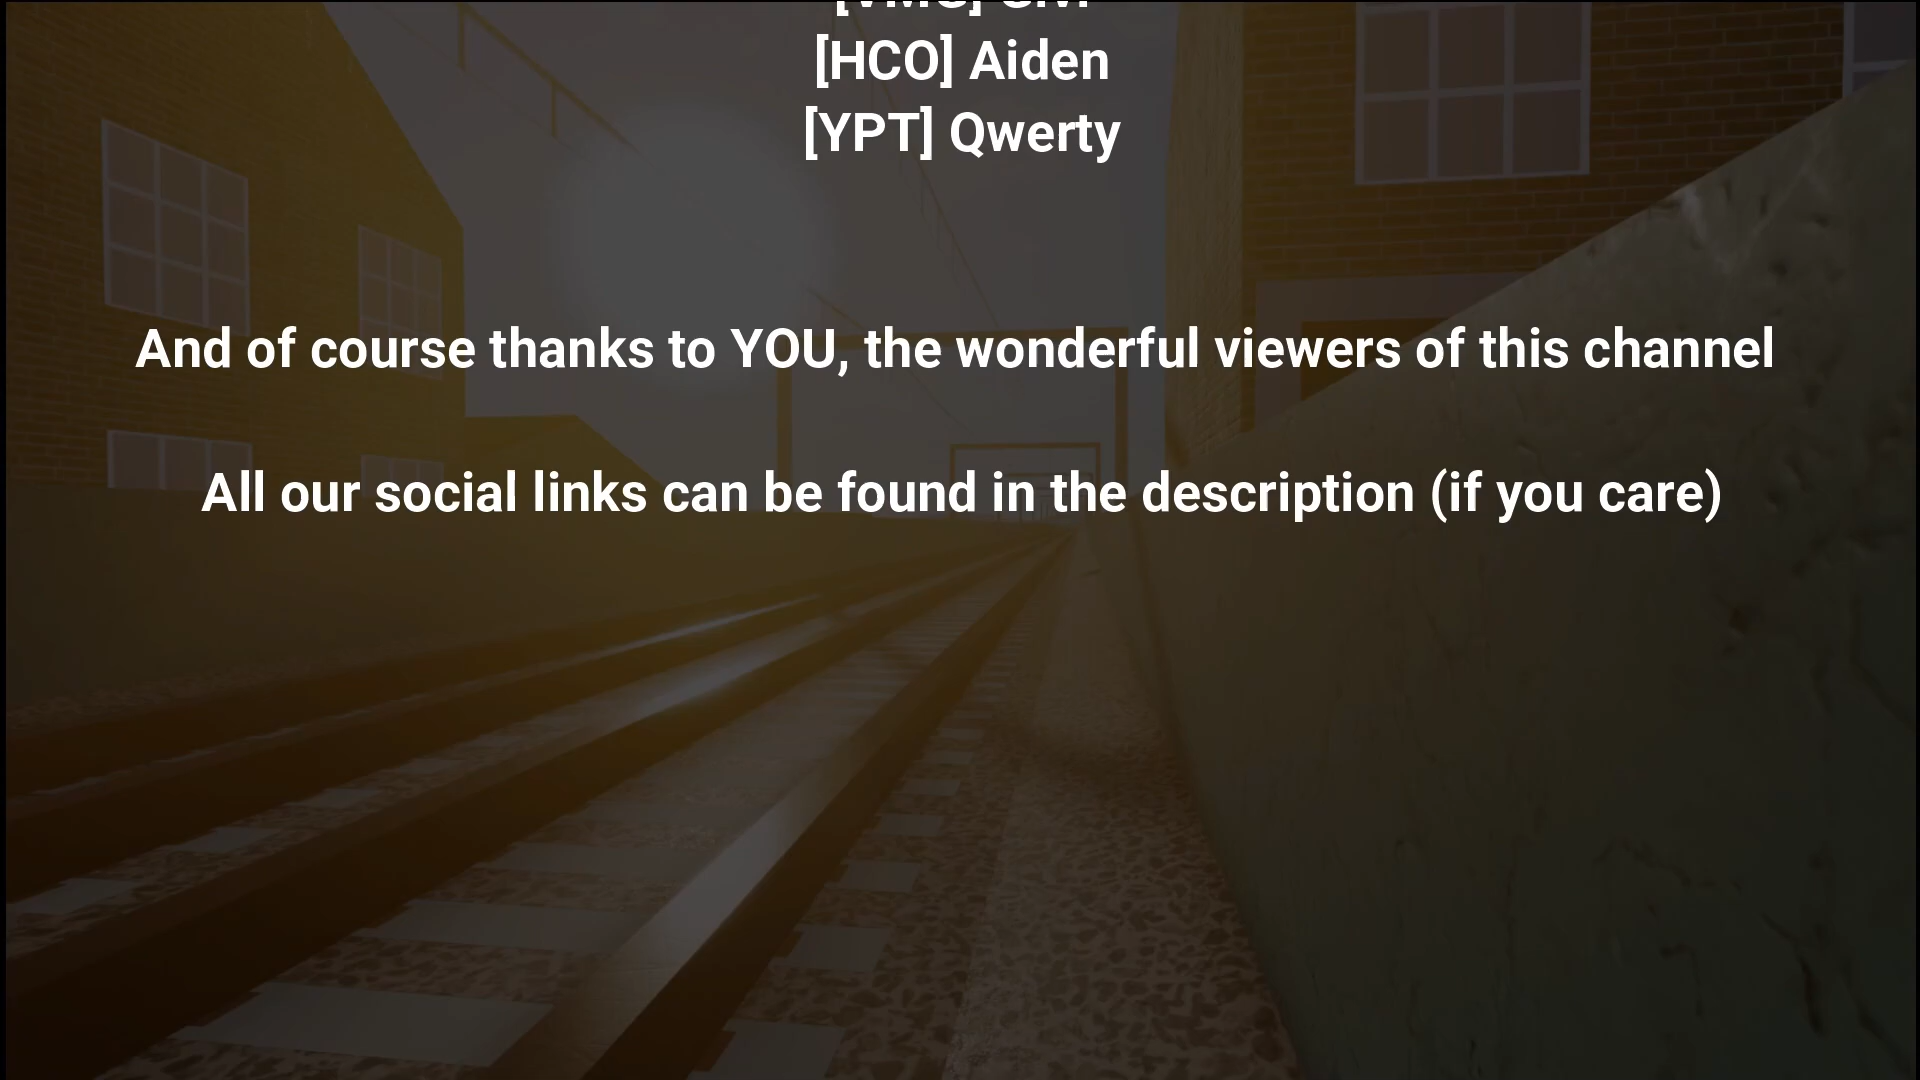 [HCO] Aiden
[YPT] Qwerty
And of course thanks to YOU, the wonderful viewers of this channel
All our social links can be found in the description (if you care)